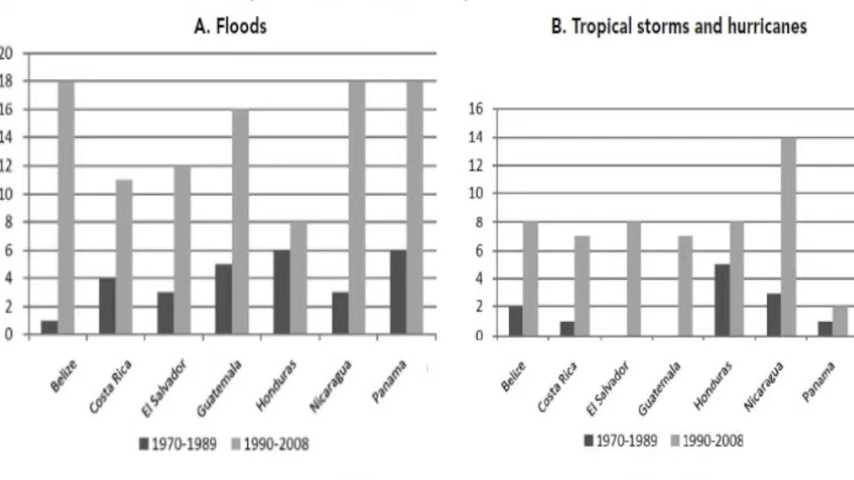 A. Floods
20
18
16
14
12
10
8
6
4
2
0
Belize
Costa Rica
El Salvador
Guatemala
Honduras
Nicaragua
Panama
1970-1989 1990-2008
B. Tropical storms and hurricanes
16
14
12
10
8
6
4
2
0
Belize
Costa Rica
El Salvador
Guatemala
Honduras
Nicaragua
Panama
1970-1989 1990-2008